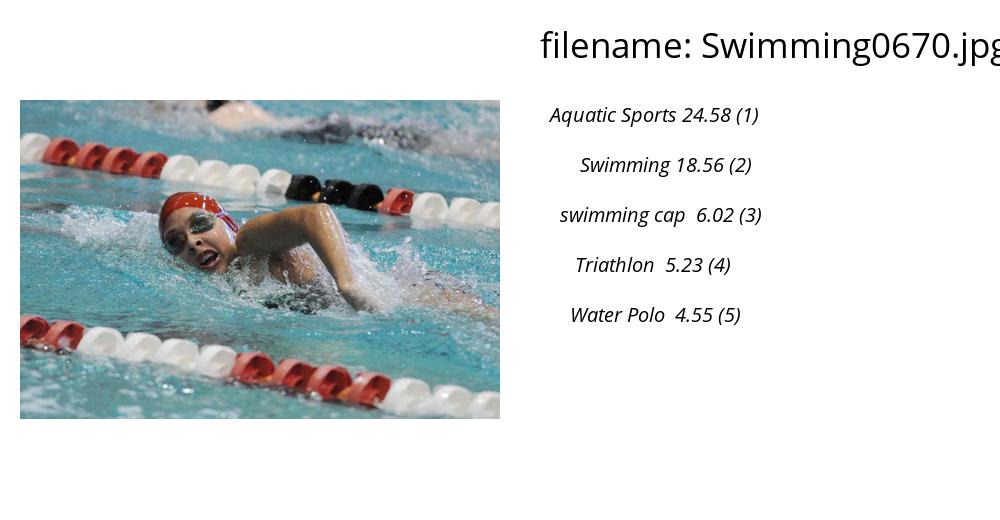 filename: Swimming0670.jpg
Aquatic Sports 24.58 (1)
Swimming 18.56 (2)
swimming cap 6.02 (3)
Triathlon 5.23 (4)
Water Polo 4.55 (5)